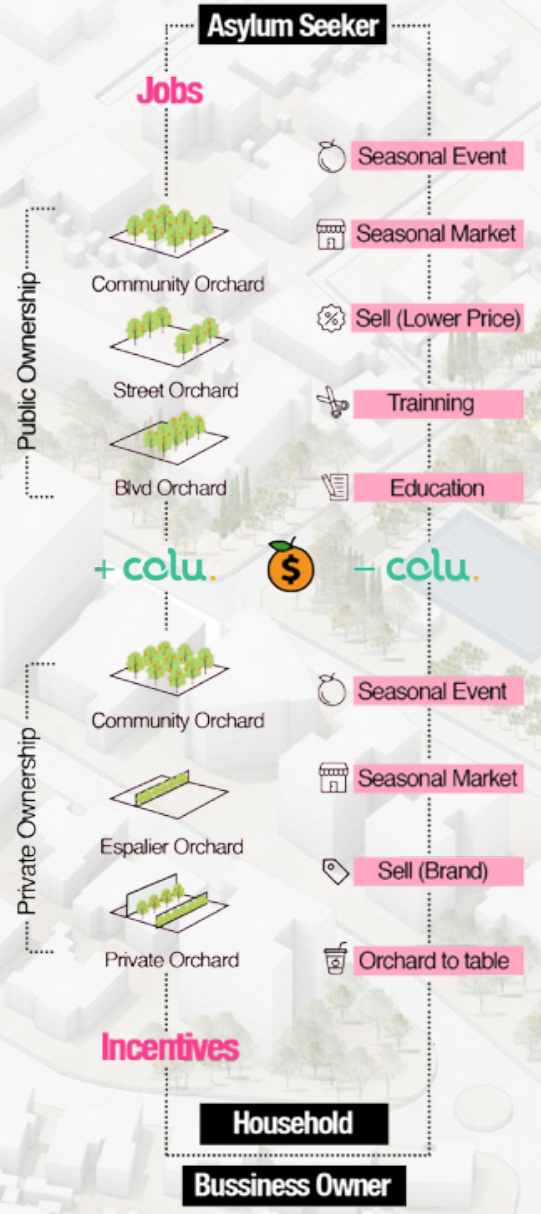 Asylum Seeker
Jobs
Seasonal Event
Seasonal Market
Community Orchard
Sell (Lower Price)
Public Ownership
Street Orchard
Trainning
Blvd Orchard
Education
+ colu.
$
− colu.
Community Orchard
Seasonal Event
Seasonal Market
Private Ownership
Espalier Orchard
Sell (Brand)
Private Orchard
Orchard to table
Incentives
Household
Bussiness Owner